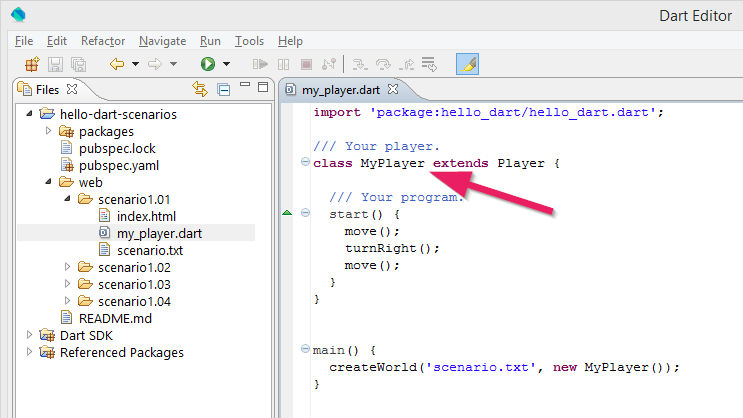 Dart Editor
File Edit Refactor Navigate Run Tools Help
Files
hello-dart-scenarios
packages
pubspec.lock
pubspec.yaml
web
scenario1.01
index.html
my_player.dart
scenario.txt
scenario1.02
scenario1.03
scenario1.04
README.md
Dart SDK
Referenced Packages
my_player.dart
import 'package:hello_dart/hello_dart.dart';
/// Your player.
class MyPlayer extends Player {
/// Your program.
start() {
move();
turnRight();
move();
}
}
main() {
createWorld('scenario.txt', new MyPlayer());
}